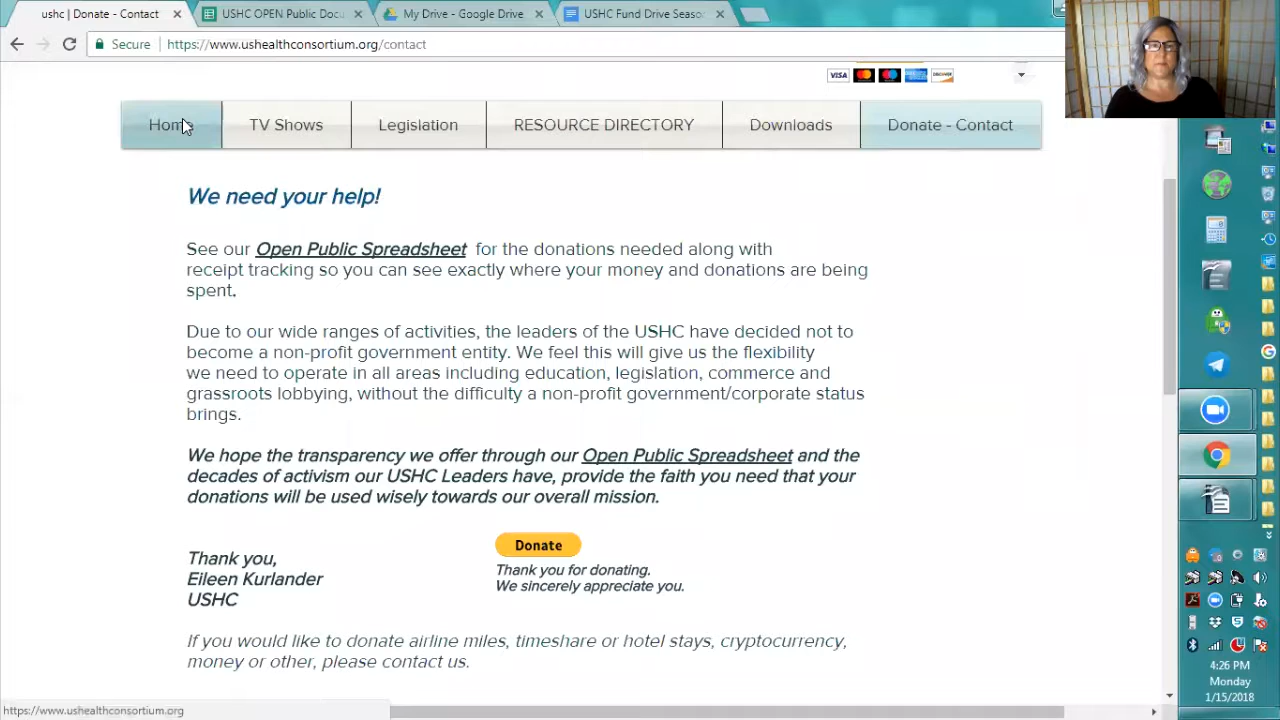 ushc | Donate - Contact
USHC OPEN Public Doc
My Drive - Google Drive
USHC Fund Drive Seaso
Secure
https://www.ushealthconsortium.org/contact
VISA
DISCOVER
Home
TV Shows
Legislation
RESOURCE DIRECTORY
Downloads
Donate - Contact
We need your help!
See our Open Public Spreadsheet for the donations needed along with
receipt tracking so you can see exactly where your money and donations are being
spent.
Due to our wide ranges of activities, the leaders of the USHC have decided not to
become a non-profit government entity. We feel this will give us the flexibility
we need to operate in all areas including education, legislation, commerce and
grassroots lobbying, without the difficulty a non-profit government/corporate status
brings.
We hope the transparency we offer through our Open Public Spreadsheet and the
decades of activism our USHC Leaders have, provide the faith you need that your
donations will be used wisely towards our overall mission.
Thank you,
Eileen Kurlander
USHC
Donate
Thank you for donating.
We sincerely appreciate you.
If you would like to donate airline miles, timeshare or hotel stays, cryptocurrency,
money or other, please contact us.
https://www.ushealthconsortium.org
4:26 PM
Monday
1/15/2018